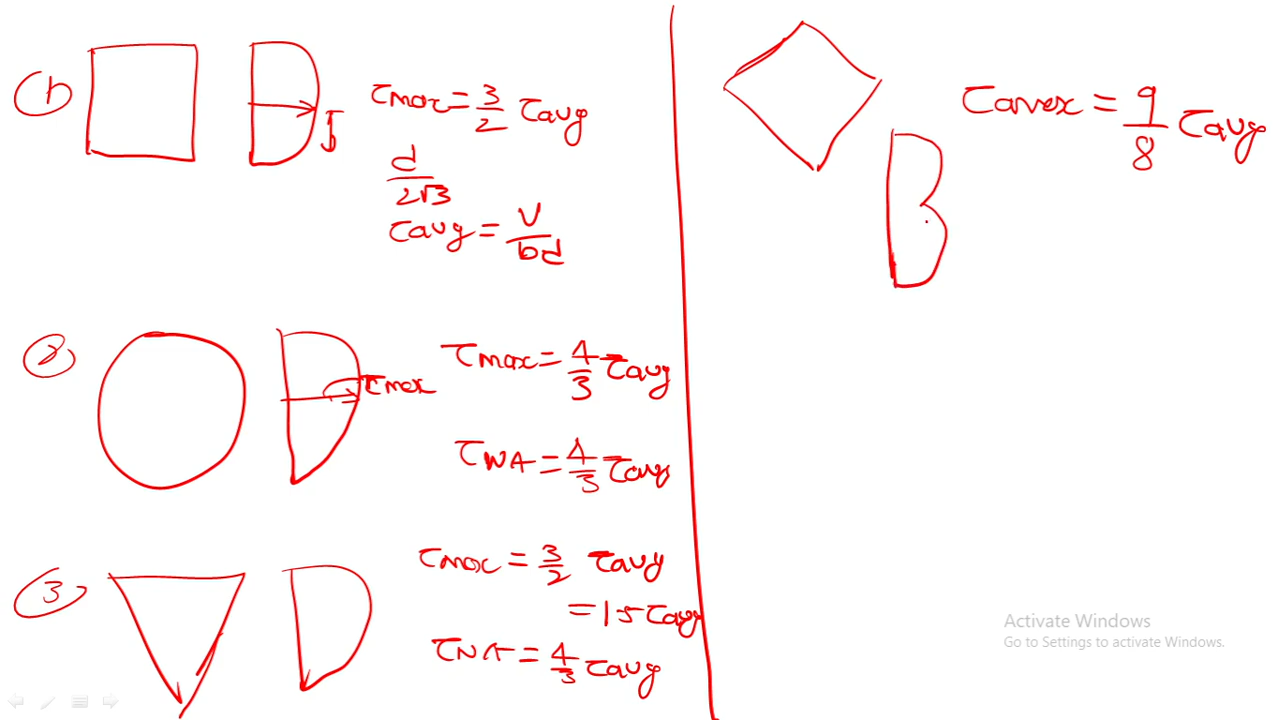 1
τmax = 3/2 τavg
d/2√3
τavg = V/bd
2
τmax
τmax = 4/3 τavg
τNA = 4/3 τavg
3
τmax = 3/2 τavg
= 1.5 τavg
τNA = 4/3 τavg
τmax = 9/8 τavg
Activate Windows
Go to Settings to activate Windows.